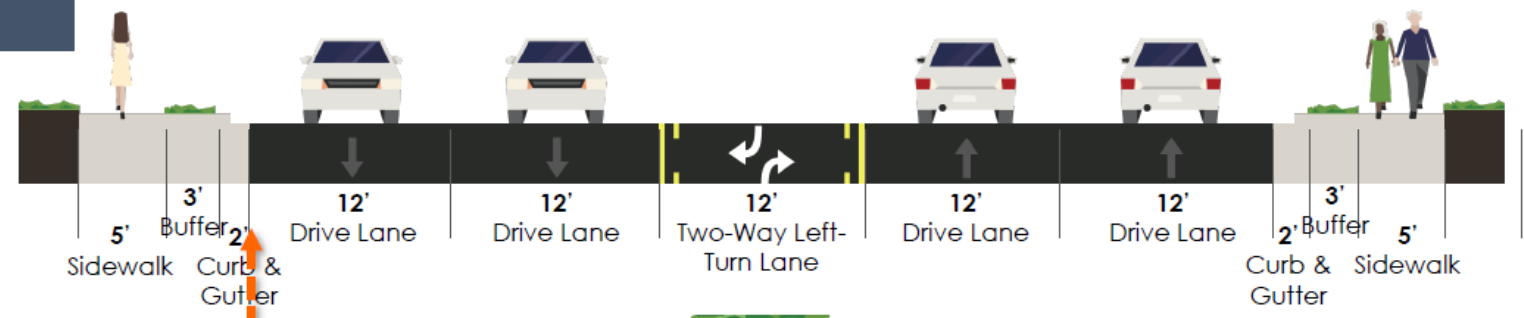 5’
Sidewalk
3’
Buffer
2’
Curb &
Gutter
12’
Drive Lane
12’
Drive Lane
12’
Two-Way Left-
Turn Lane
12’
Drive Lane
12’
Drive Lane
2’
Curb &
Gutter
3’
Buffer
5’
Sidewalk